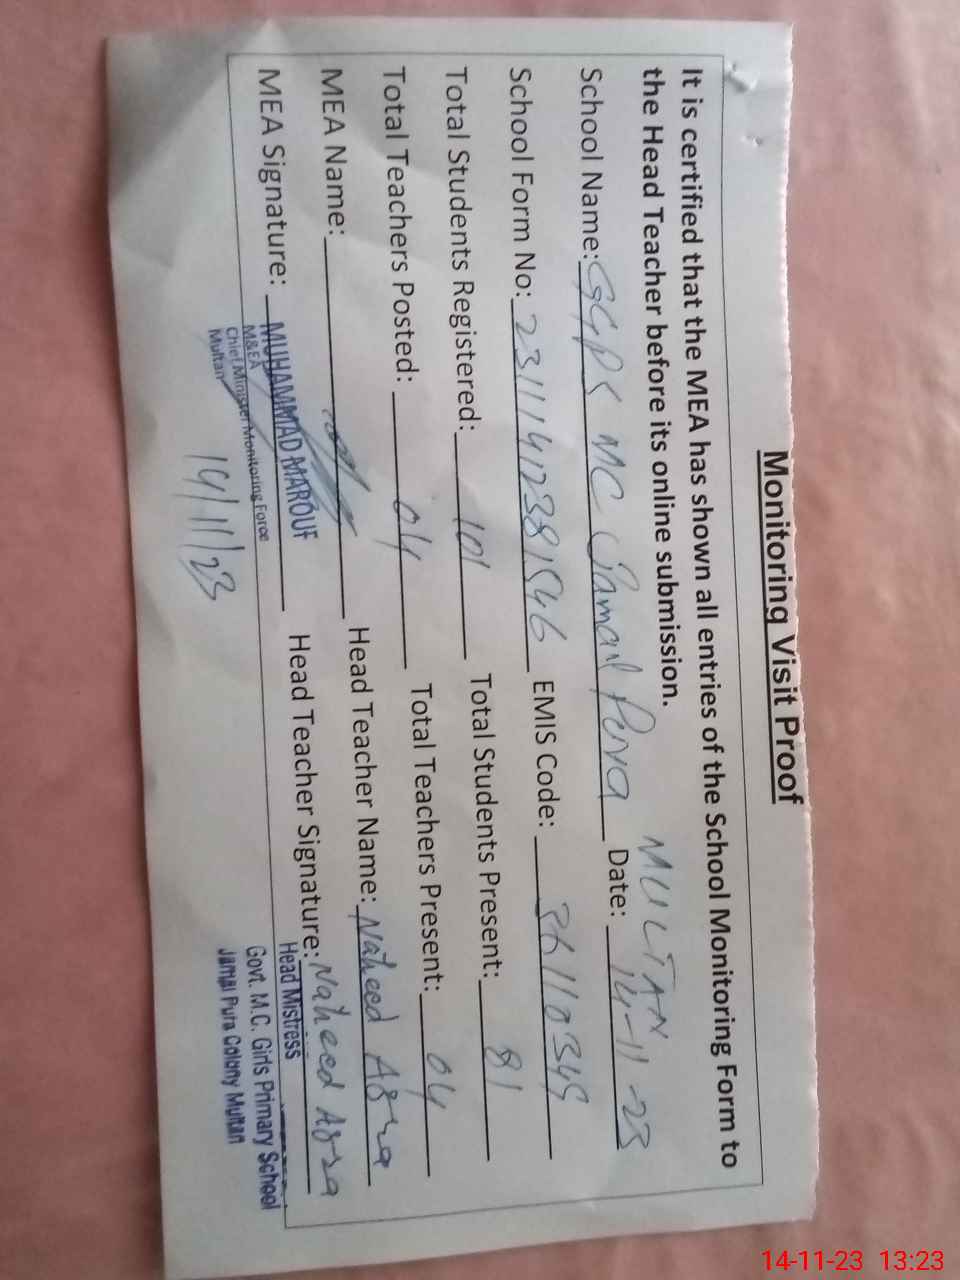 Monitoring Visit Proof
It is certified that the MEA has shown all entries of the School Monitoring Form to
the Head Teacher before its online submission.
MULTAN
School Name: GGPS MC Jamal Pura Date: 14-11-23
School Form No: 23111412381546 EMIS Code: 36110345
Total Students Registered: 101 Total Students Present: 81
Total Teachers Posted: 04 Total Teachers Present: 04
MEA Name: Head Teacher Name: Naheed Asra
MEA Signature: Head Teacher Signature: Naheed Asra
MUHAMMAD MAROUF
M&EA
Chief Minister Monitoring Force
Multan
14/11/23
Head Mistress
Govt. M.C. Girls Primary School
Jamal Pura Colony Multan
14-11-23 13:23